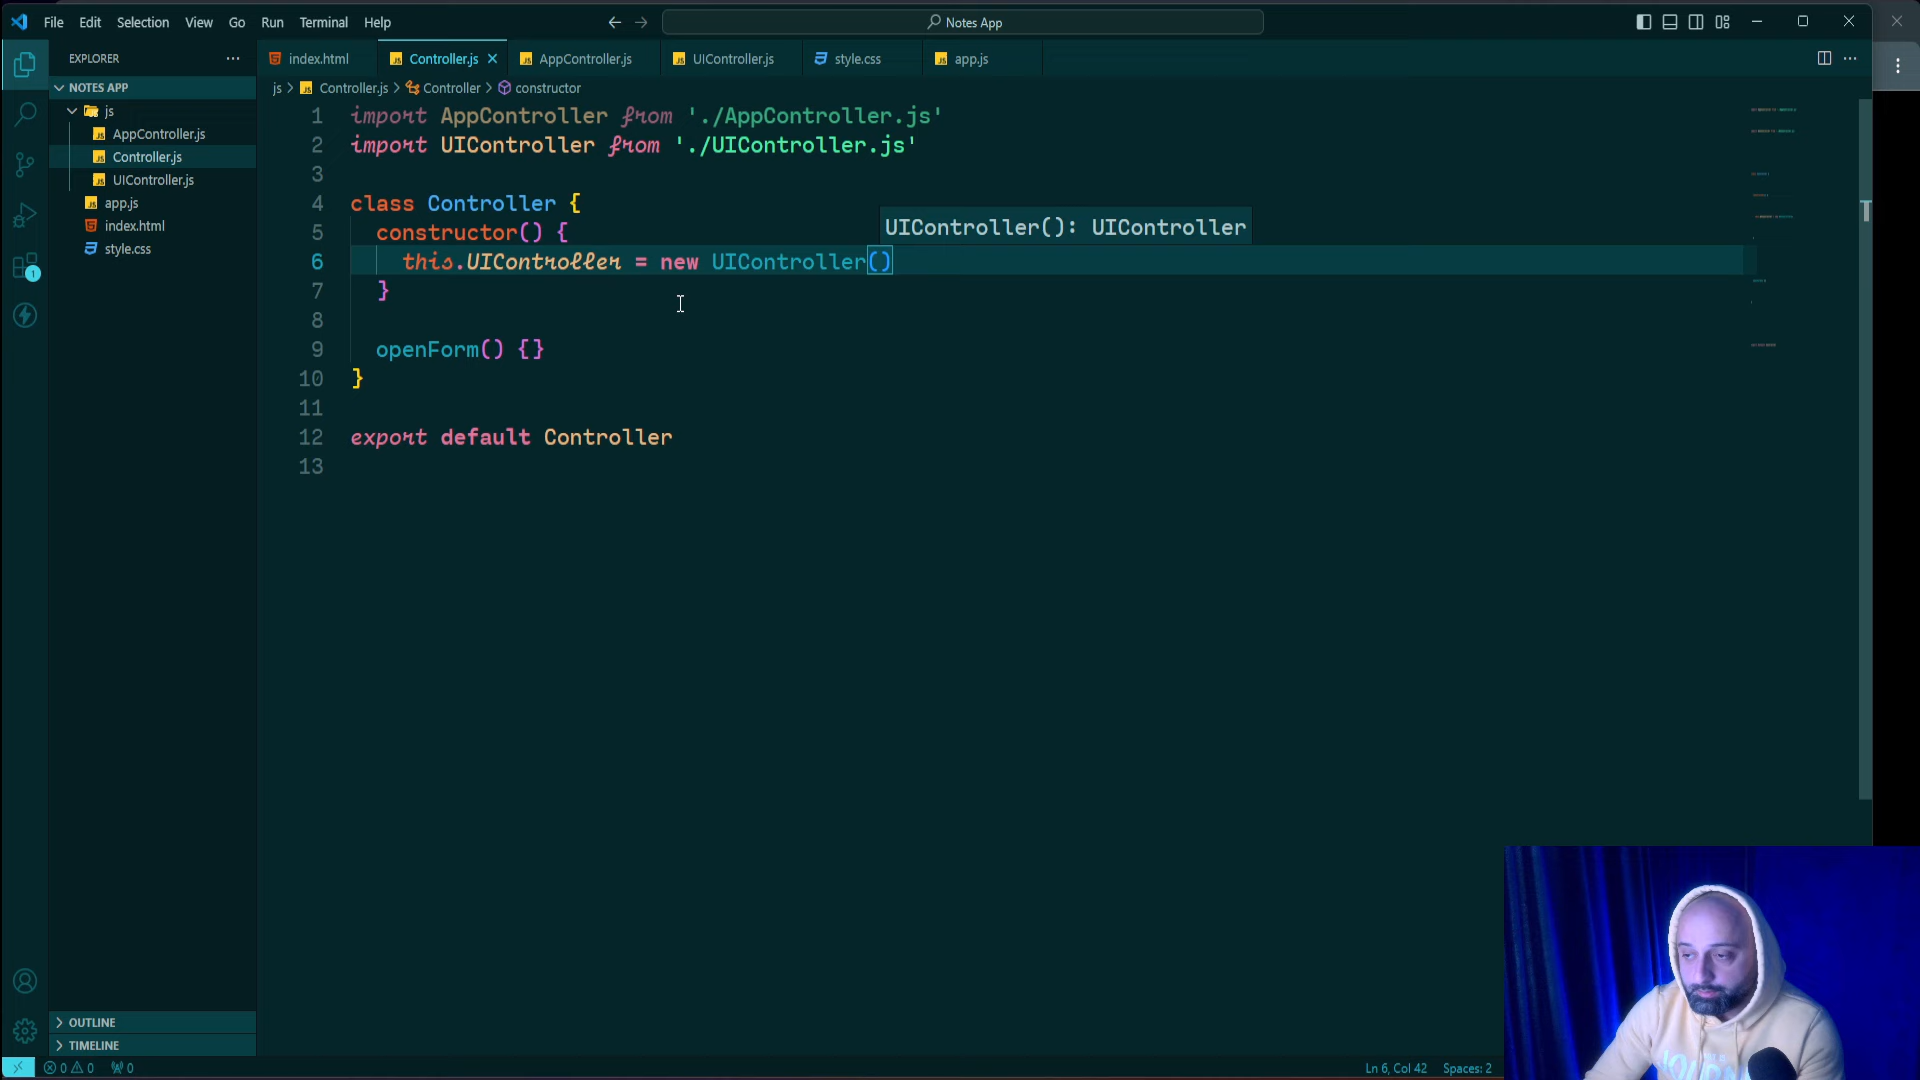 File Edit Selection View Go Run Terminal Help
Notes App
EXPLORER
NOTES APP
js
AppController.js
Controller.js
1
UIController.js
app.js
index.html
style.css
OUTLINE
TIMELINE
index.html Controller.js AppController.js UIController.js style.css app.js
js > Controller.js > Controller > constructor
1 import AppController from './AppController.js'
2 import UIController from './UIController.js'
3
4 class Controller {
5 constructor() {
UIController(): UIController
6 this.UIController = new UIController()
7 }
8
9 openForm() {}
10 }
11
12 export default Controller
13
0 0 0
Ln 6, Col 42 Spaces: 2